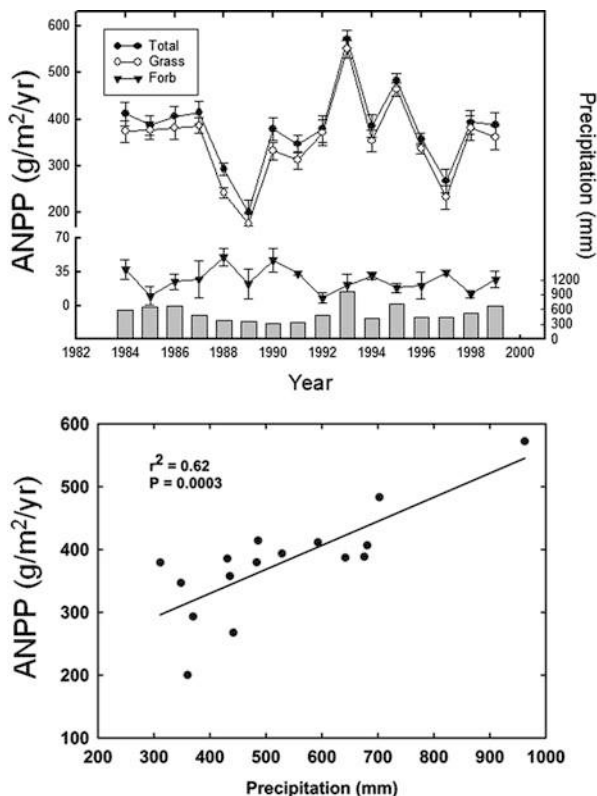 600
500
400
300
200
70
35
0
ANPP (g/m²/yr)
Total
Grass
Forb
Precipitation (mm)
1200
900
600
300
0
1982 1984 1986 1988 1990 1992 1994 1996 1998 2000
Year
600
500
400
300
200
100
ANPP (g/m²/yr)
r² = 0.62
P = 0.0003
200 300 400 500 600 700 800 900 1000
Precipitation (mm)